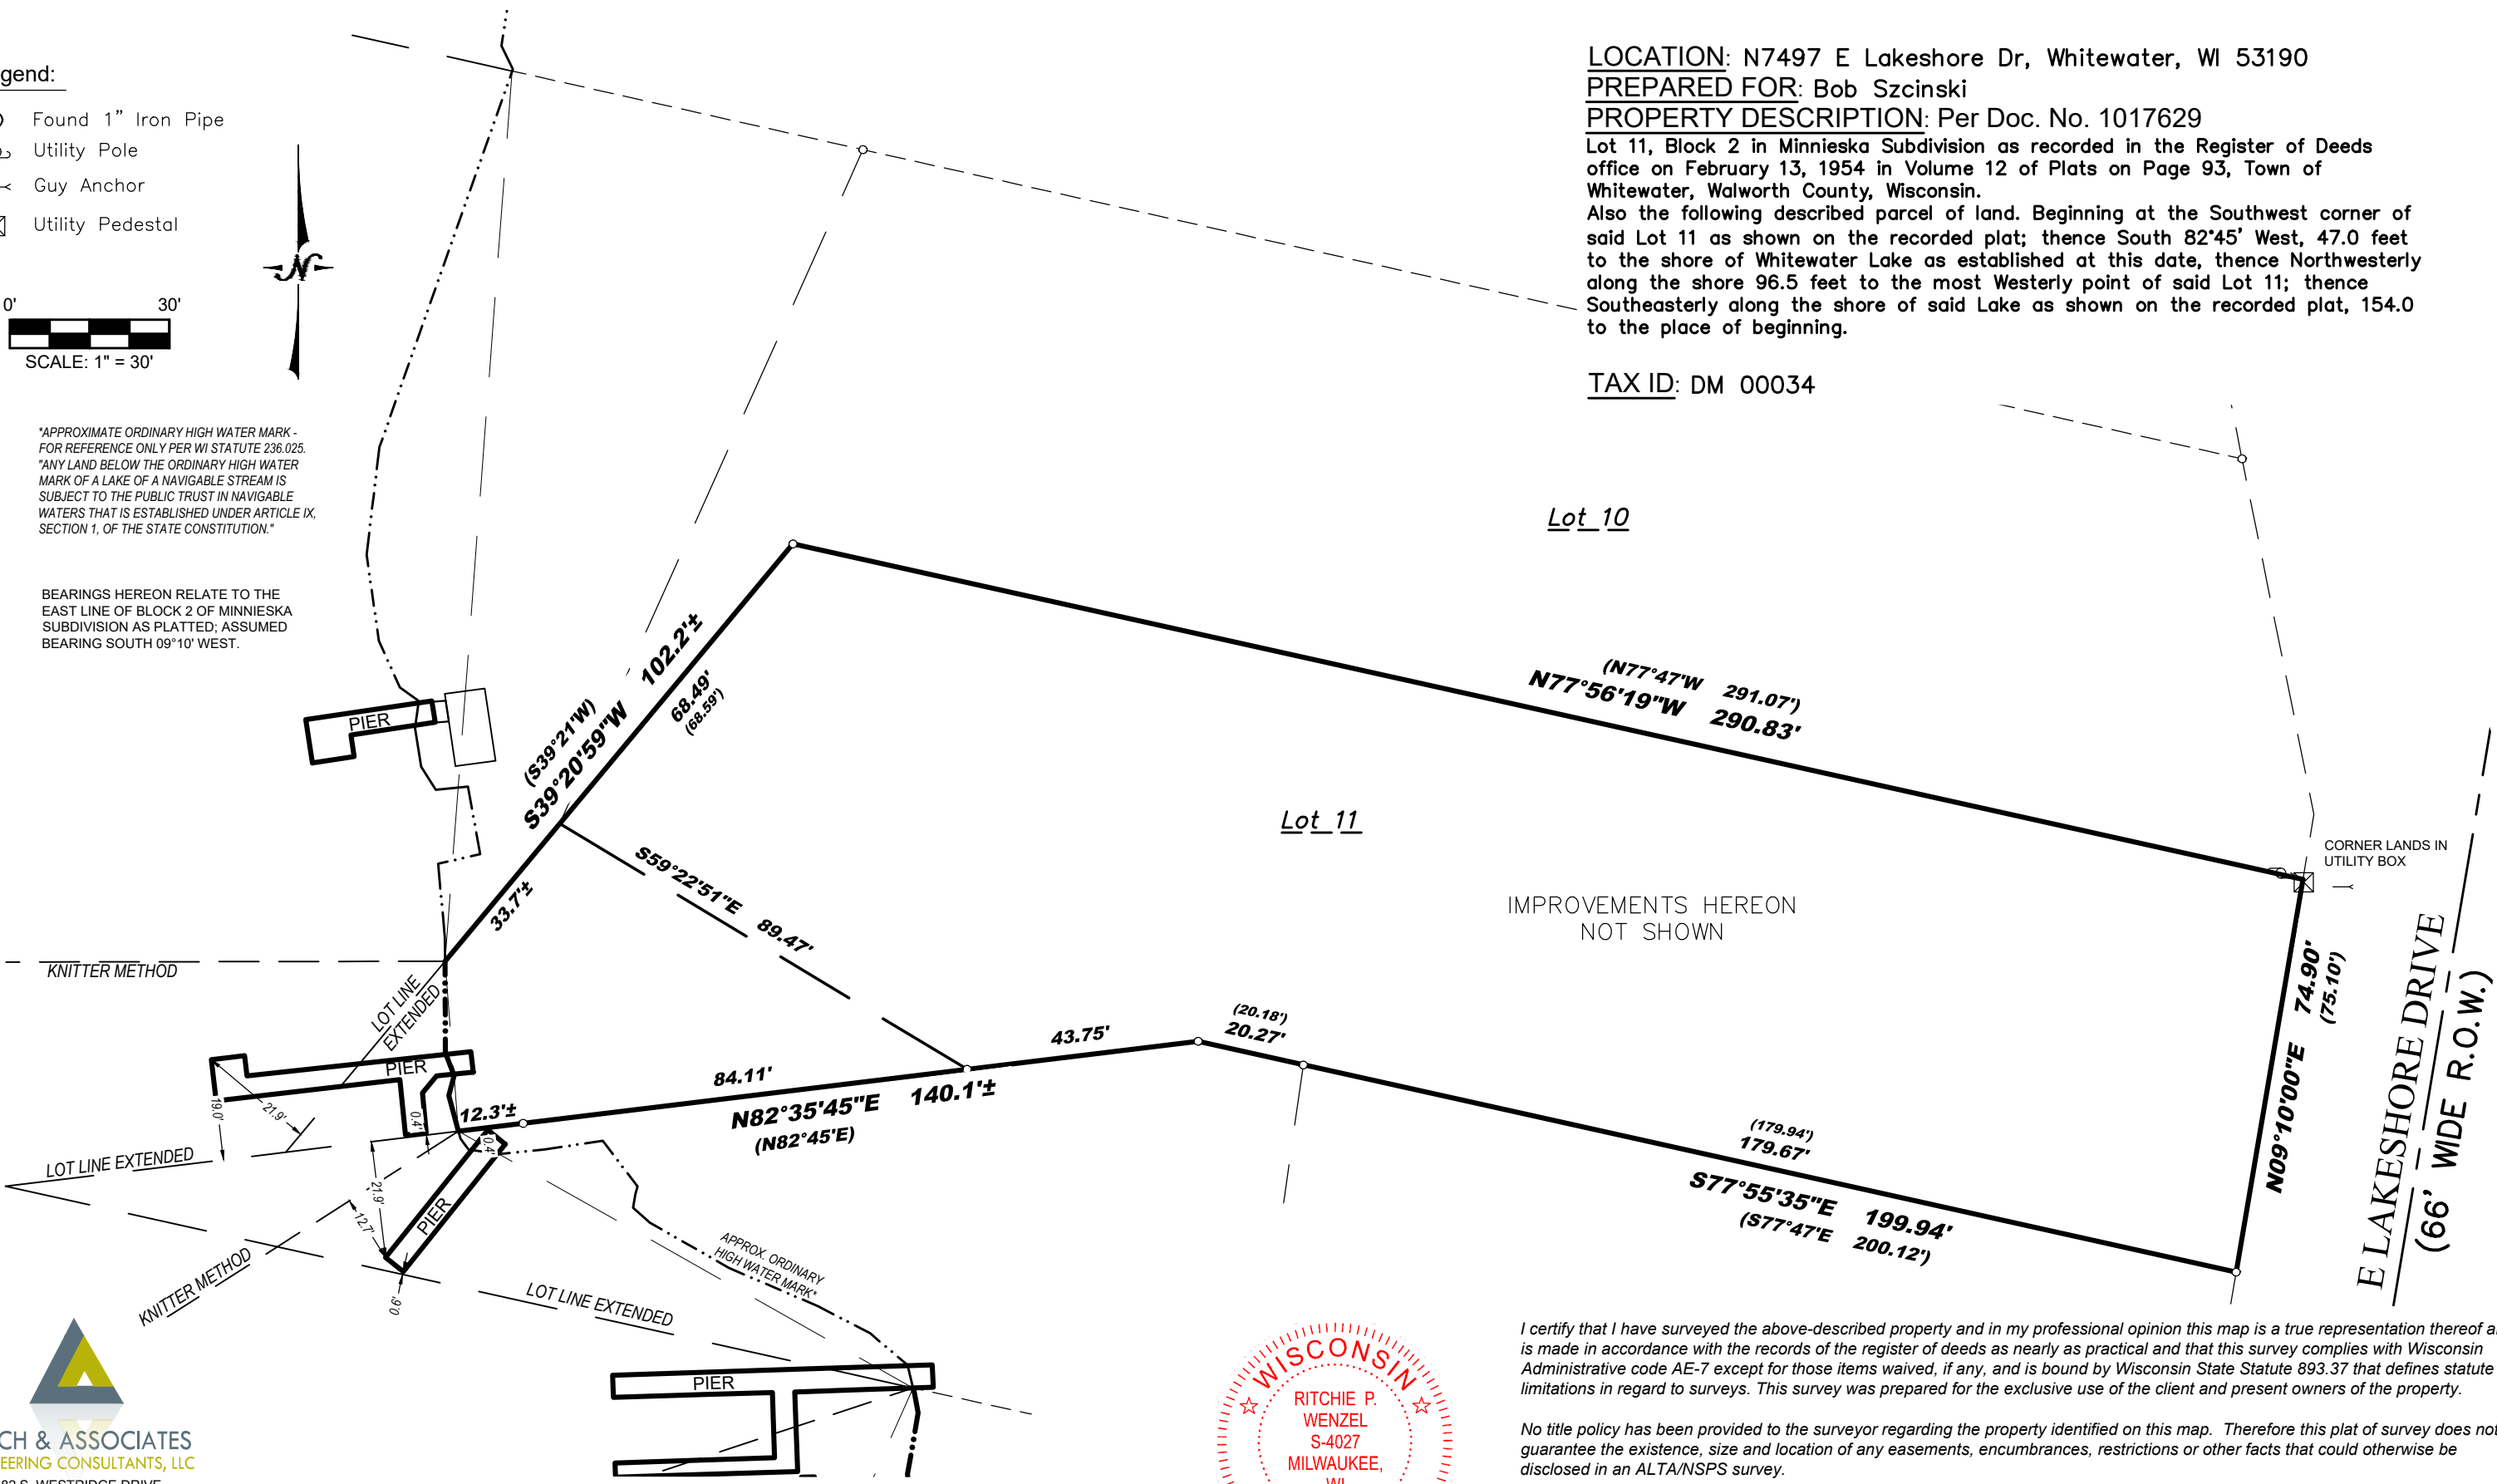 gend:
Found 1" Iron Pipe
Utility Pole
Guy Anchor
Utility Pedestal
N
0' 30'
SCALE: 1" = 30'
LOCATION: N7497 E Lakeshore Dr, Whitewater, WI 53190
PREPARED FOR: Bob Szcinski
PROPERTY DESCRIPTION: Per Doc. No. 1017629
Lot 11, Block 2 in Minnieska Subdivision as recorded in the Register of Deeds
office on February 13, 1954 in Volume 12 of Plats on Page 93, Town of
Whitewater, Walworth County, Wisconsin.
Also the following described parcel of land. Beginning at the Southwest corner of
said Lot 11 as shown on the recorded plat; thence South 82°45' West, 47.0 feet
to the shore of Whitewater Lake as established at this date, thence Northwesterly
along the shore 96.5 feet to the most Westerly point of said Lot 11; thence
Southeasterly along the shore of said Lake as shown on the recorded plat, 154.0
to the place of beginning.
TAX ID: DM 00034
"APPROXIMATE ORDINARY HIGH WATER MARK -
FOR REFERENCE ONLY PER WI STATUTE 236.025.
"ANY LAND BELOW THE ORDINARY HIGH WATER
MARK OF A LAKE OF A NAVIGABLE STREAM IS
SUBJECT TO THE PUBLIC TRUST IN NAVIGABLE
WATERS THAT IS ESTABLISHED UNDER ARTICLE IX,
SECTION 1, OF THE STATE CONSTITUTION."
BEARINGS HEREON RELATE TO THE
EAST LINE OF BLOCK 2 OF MINNIESKA
SUBDIVISION AS PLATTED; ASSUMED
BEARING SOUTH 09°10' WEST.
Lot 10
(S39°21'W)
S39°20'59"W 102.2'±
68.49'
(68.59')
(N77°47'W 291.07')
N77°56'19"W 290.83'
PIER
Lot 11
CORNER LANDS IN
UTILITY BOX
S59°22'51"E 89.47'
33.7'±
IMPROVEMENTS HEREON
NOT SHOWN
KNITTER METHOD
LOT LINE
EXTENDED
N09°10'00"E 74.90'
(75.10')
E LAKESHORE DRIVE
(66' WIDE R.O.W.)
PIER
84.11'
43.75'
(20.18')
20.27'
12.3'±
N82°35'45"E 140.1'±
(N82°45'E)
19.0'
21.9'
0.4'
0.4'
LOT LINE EXTENDED
(179.94')
179.67'
S77°55'35"E 199.94'
(S77°47'E 200.12')
21.9'
12.7'
PIER
KNITTER METHOD
0.9'
APPROX. ORDINARY
HIGH WATER MARK*
LOT LINE EXTENDED
PIER
CH & ASSOCIATES
EERING CONSULTANTS, LLC
82 S. WESTRIDGE DRIVE
WISCONSIN
RITCHIE P.
WENZEL
S-4027
MILWAUKEE,
WI
I certify that I have surveyed the above-described property and in my professional opinion this map is a true representation thereof a
is made in accordance with the records of the register of deeds as nearly as practical and that this survey complies with Wisconsin
Administrative code AE-7 except for those items waived, if any, and is bound by Wisconsin State Statute 893.37 that defines statute
limitations in regard to surveys. This survey was prepared for the exclusive use of the client and present owners of the property.
No title policy has been provided to the surveyor regarding the property identified on this map. Therefore this plat of survey does not
guarantee the existence, size and location of any easements, encumbrances, restrictions or other facts that could otherwise be
disclosed in an ALTA/NSPS survey.